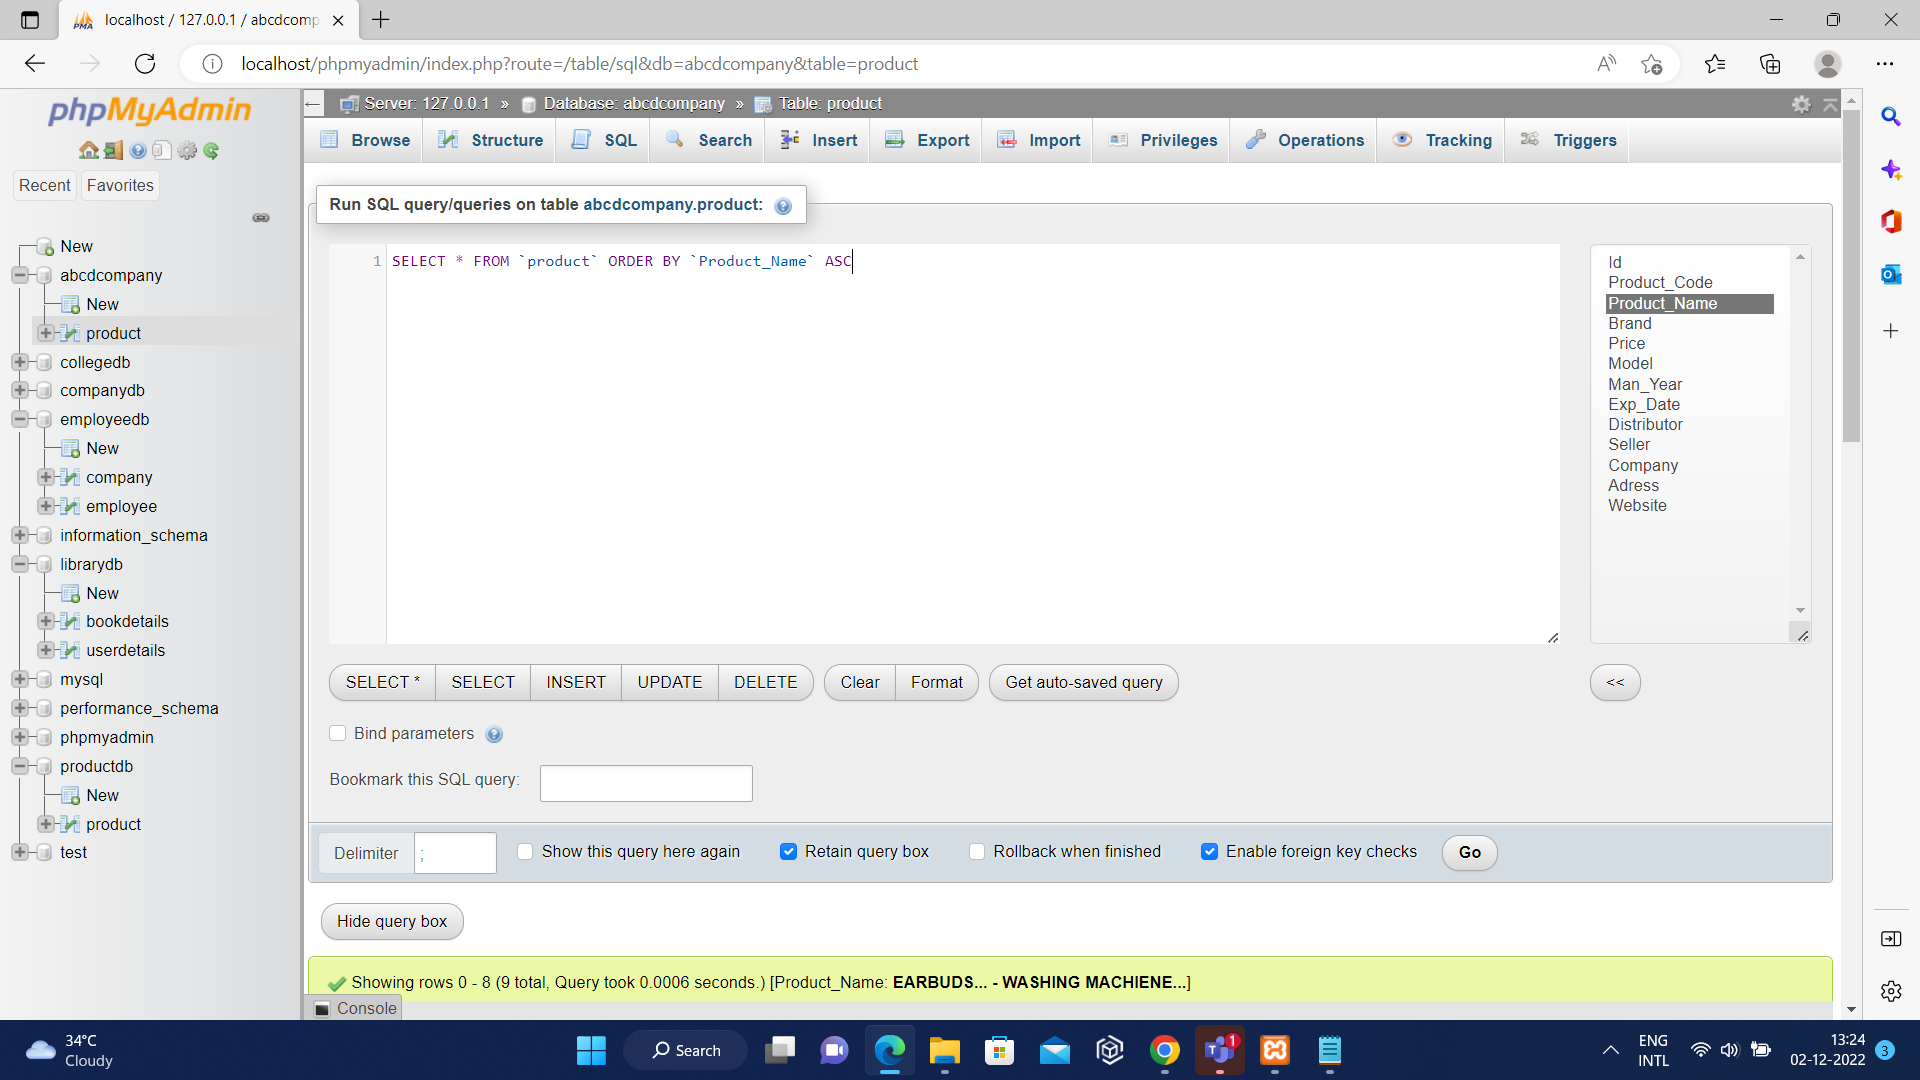 localhost / 127.0.0.1 / abcdcomp
localhost/phpmyadmin/index.php?route=/table/sql&db=abcdcompany&table=product
phpMyAdmin
Recent Favorites
New
abcdcompany
New
product
collegedb
companydb
employeedb
New
company
employee
information_schema
librarydb
New
bookdetails
userdetails
mysql
performance_schema
phpmyadmin
productdb
New
product
test
Server: 127.0.0.1 » Database: abcdcompany » Table: product
Browse Structure SQL Search Insert Export Import Privileges Operations Tracking Triggers
Run SQL query/queries on table abcdcompany.product:
1 SELECT * FROM `product` ORDER BY `Product_Name` ASC
Id
Product_Code
Product_Name
Brand
Price
Model
Man_Year
Exp_Date
Distributor
Seller
Company
Adress
Website
SELECT * SELECT INSERT UPDATE DELETE Clear Format Get auto-saved query <<
Bind parameters
Bookmark this SQL query:
Delimiter ; Show this query here again Retain query box Rollback when finished Enable foreign key checks Go
Hide query box
Showing rows 0 - 8 (9 total, Query took 0.0006 seconds.) [Product_Name: EARBUDS... - WASHING MACHIENE...]
Console
34°C
Cloudy
Search
1
ENG
INTL
13:24
02-12-2022
3